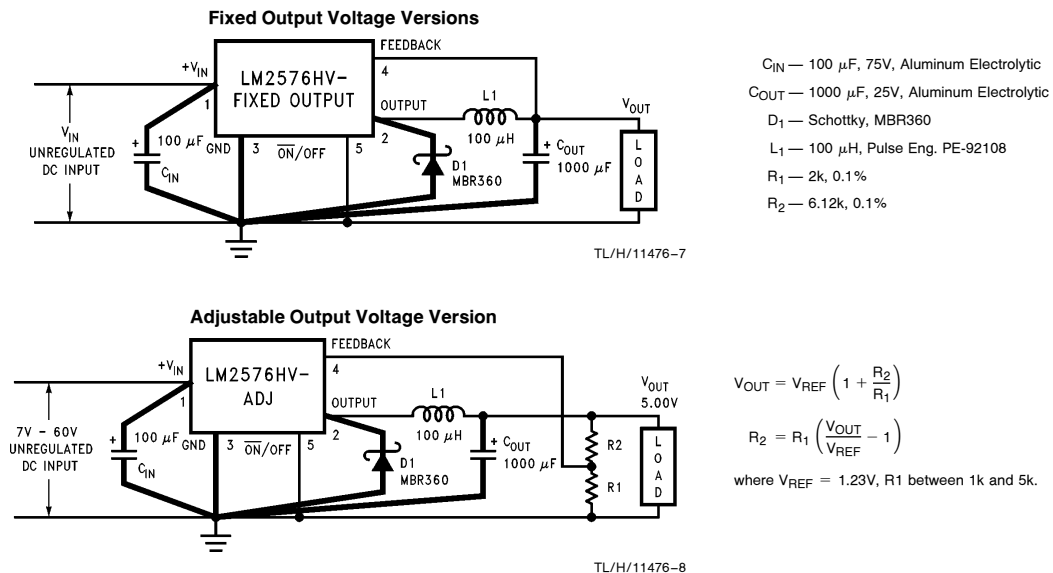 Fixed Output Voltage Versions
FEEDBACK
+VIN
4
LM2576HV-
FIXED OUTPUT
1
OUTPUT
L1
VOUT
2
100 μH
VIN
UNREGULATED
DC INPUT
+
100 μF
CIN
GND
3
ON/OFF
5
D1
MBR360
+
COUT
1000 μF
LOAD
TL/H/11476-7
CIN — 100 μF, 75V, Aluminum Electrolytic
COUT — 1000 μF, 25V, Aluminum Electrolytic
D1 — Schottky, MBR360
L1 — 100 μH, Pulse Eng. PE-92108
R1 — 2k, 0.1%
R2 — 6.12k, 0.1%
Adjustable Output Voltage Version
FEEDBACK
+VIN
4
LM2576HV-
ADJ
1
OUTPUT
L1
VOUT
5.00V
2
100 μH
7V - 60V
UNREGULATED
DC INPUT
+
100 μF
CIN
GND
3
ON/OFF
5
D1
MBR360
+
COUT
1000 μF
R2
R1
LOAD
TL/H/11476-8
VOUT = VREF (1 + R2/R1)
R2 = R1 (VOUT/VREF − 1)
where VREF = 1.23V, R1 between 1k and 5k.